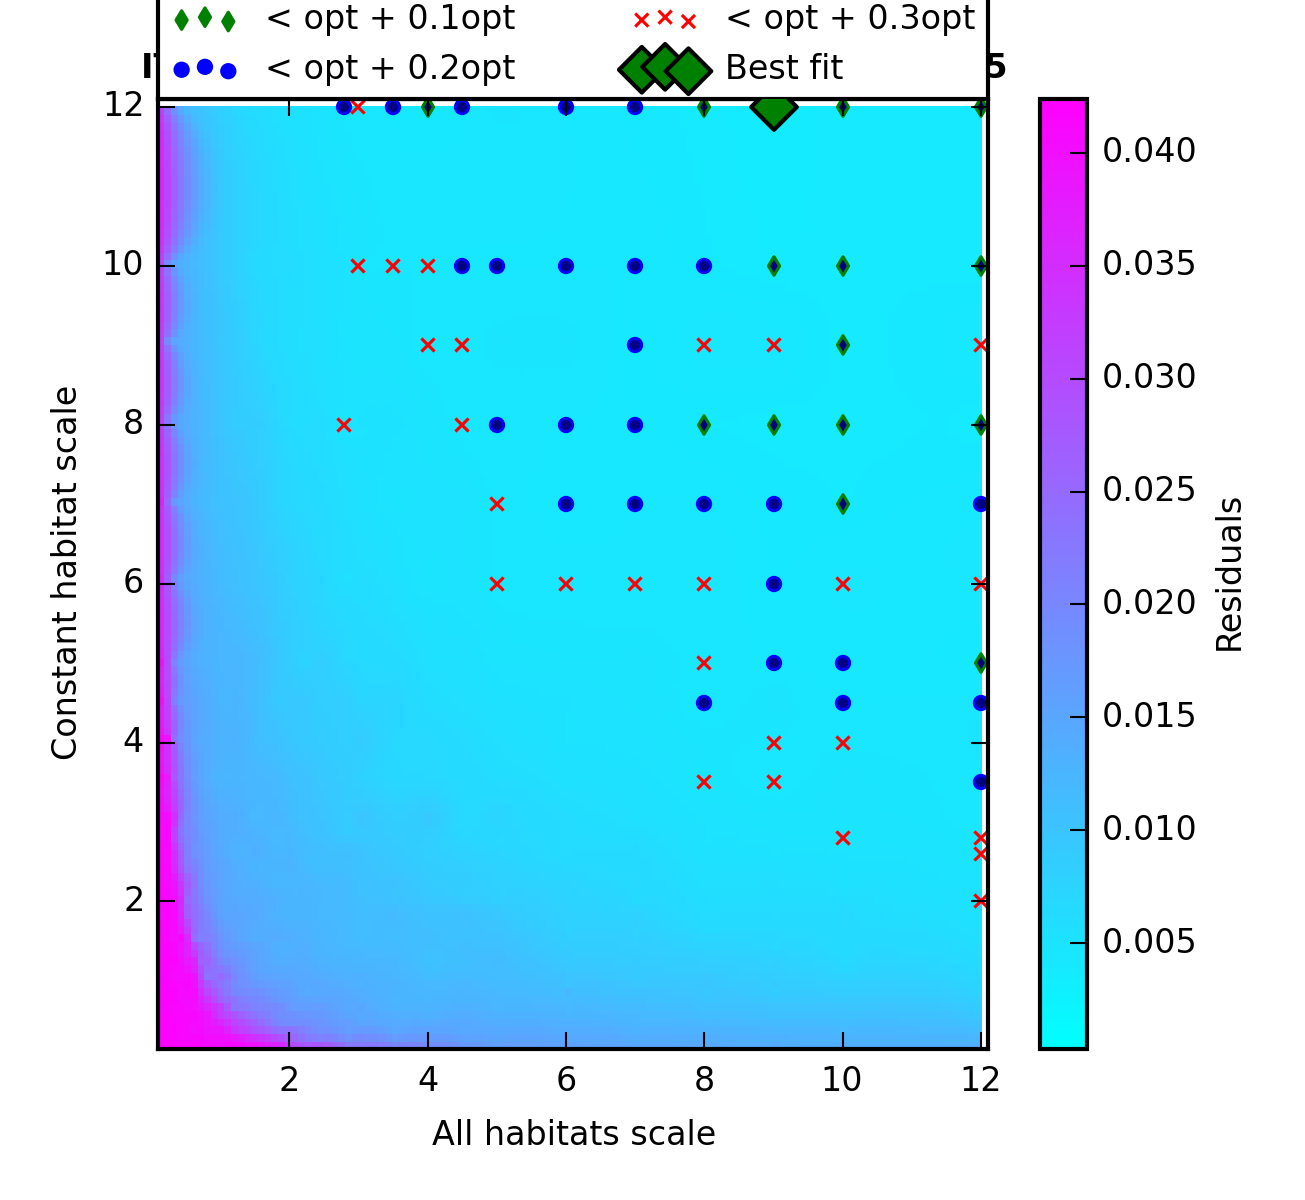 < opt + 0.1opt < opt + 0.3opt
< opt + 0.2opt Best fit
5
12
10
8
6
4
2
Constant habitat scale
2 4 6 8 10 12
All habitats scale
0.040
0.035
0.030
0.025
0.020
0.015
0.010
0.005
Residuals